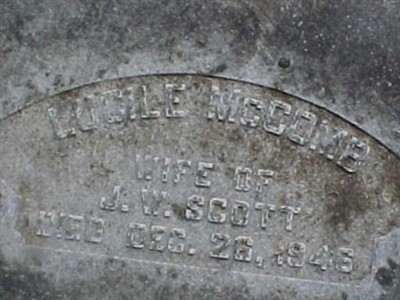 LUCILE McCOMB
WIFE OF
J. W. SCOTT
DIED DEC. 26, 1946